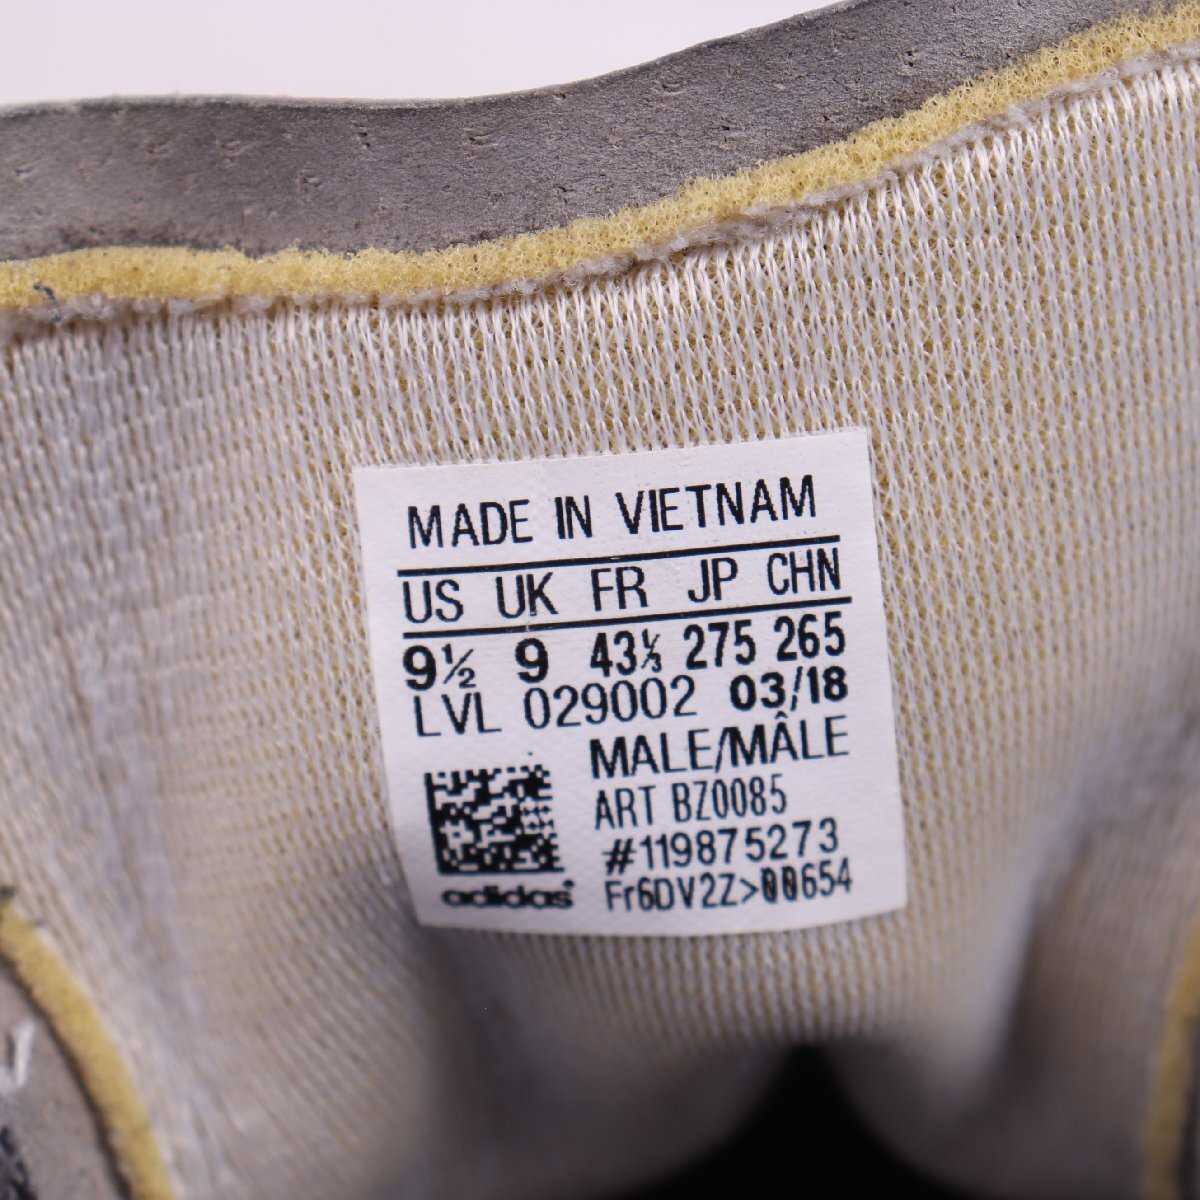 MADE IN VIETNAM
US UK FR JP CHN
9½ 9 43⅓ 275 265
LVL 029002 03/18
MALE/MÂLE
ART BZ0085
#119875273
adidas Fr6DV2Z>00654